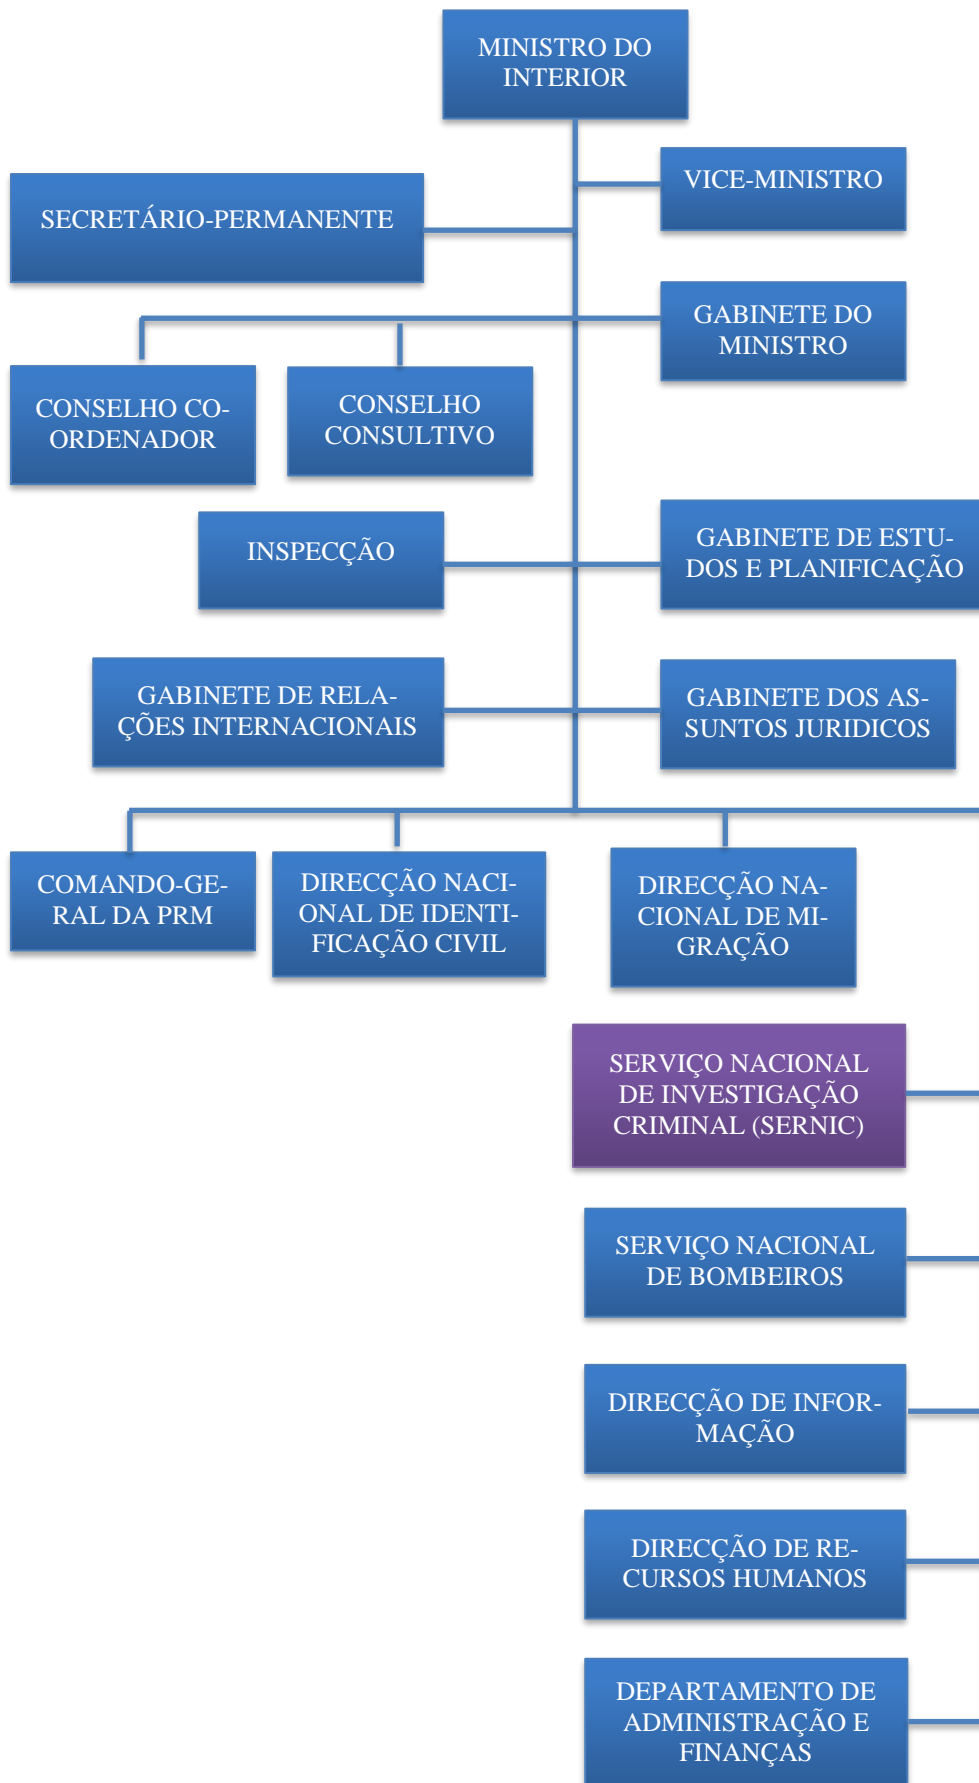 MINISTRO DO
INTERIOR
VICE-MINISTRO
SECRETÁRIO-PERMANENTE
GABINETE DO
MINISTRO
CONSELHO CO-
ORDENADOR
CONSELHO
CONSULTIVO
INSPECÇÃO
GABINETE DE ESTU-
DOS E PLANIFICAÇÃO
GABINETE DE RELA-
ÇÕES INTERNACIONAIS
GABINETE DOS AS-
SUNTOS JURIDICOS
COMANDO-GE-
RAL DA PRM
DIRECÇÃO NACI-
ONAL DE IDENTI-
FICAÇÃO CIVIL
DIRECÇÃO NA-
CIONAL DE MI-
GRAÇÃO
SERVIÇO NACIONAL
DE INVESTIGAÇÃO
CRIMINAL (SERNIC)
SERVIÇO NACIONAL
DE BOMBEIROS
DIRECÇÃO DE INFOR-
MAÇÃO
DIRECÇÃO DE RE-
CURSOS HUMANOS
DEPARTAMENTO DE
ADMINISTRAÇÃO E
FINANÇAS